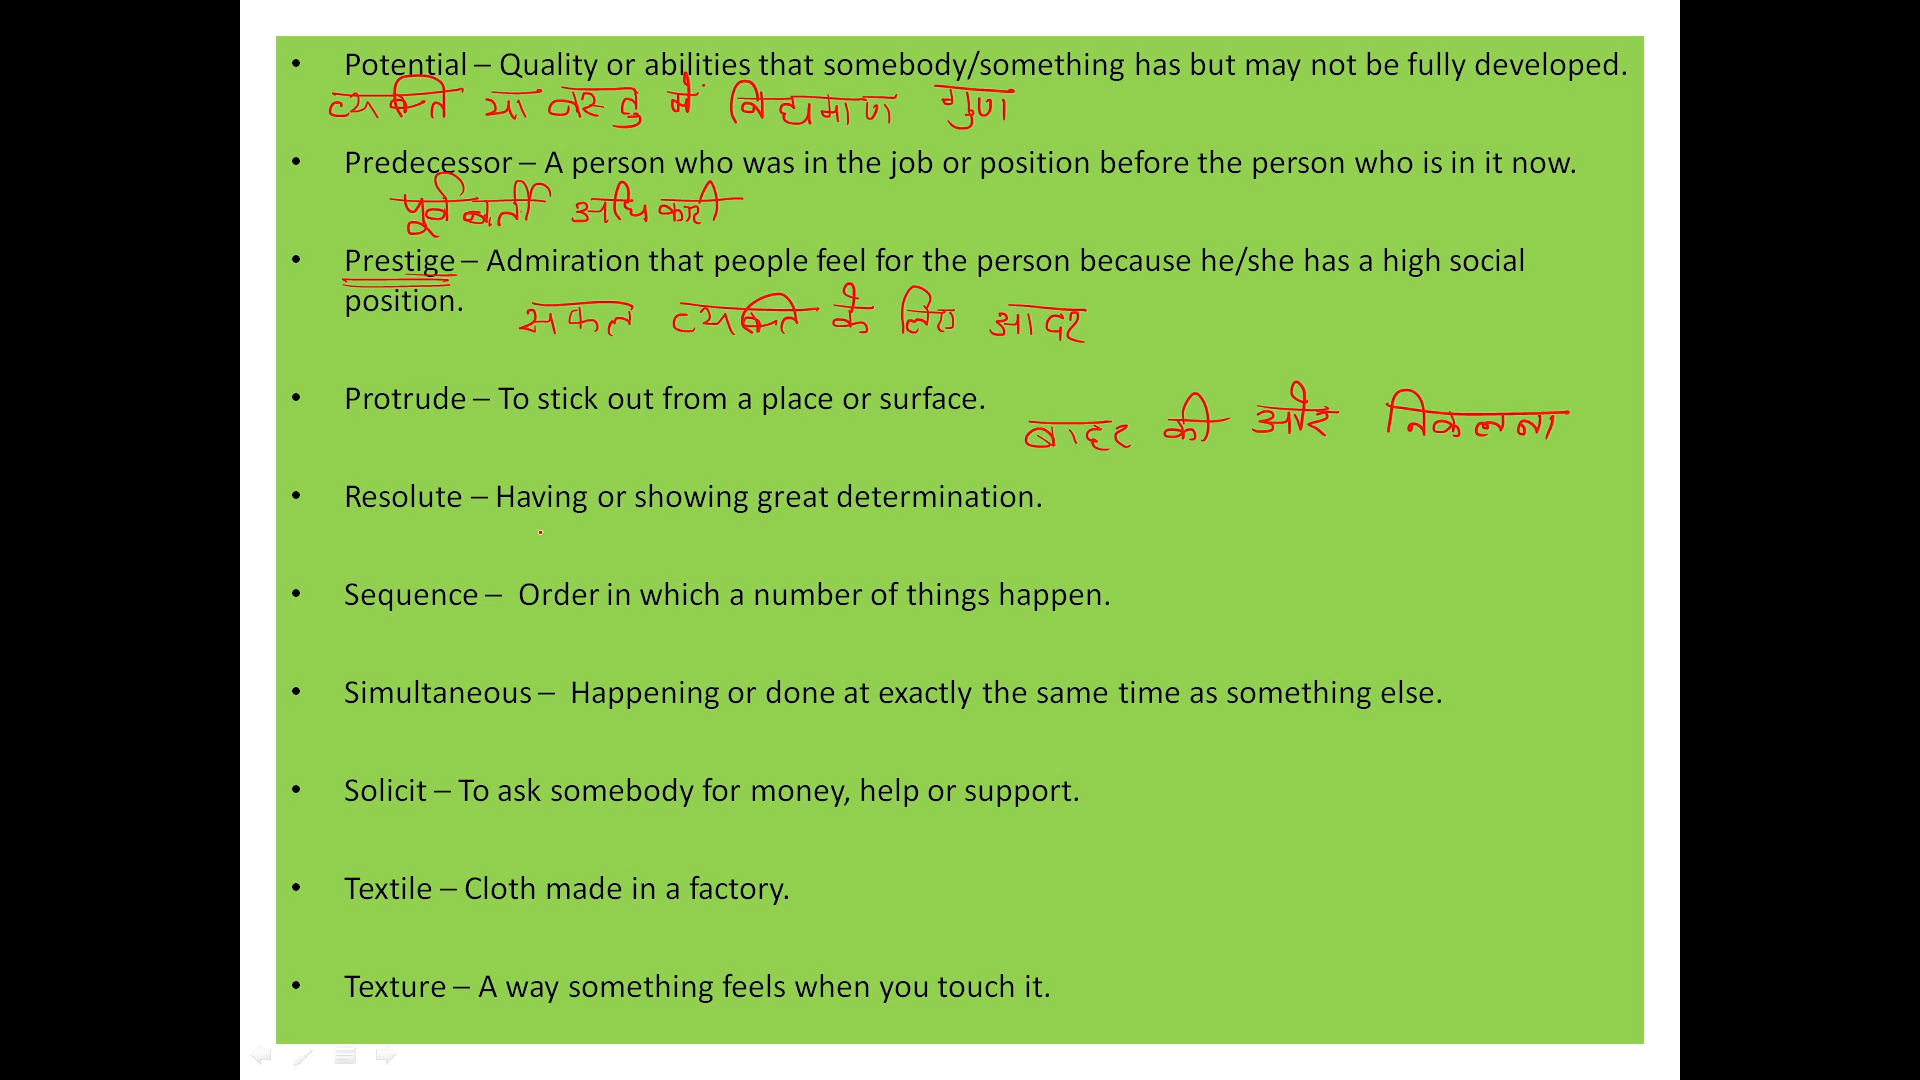 • Potential – Quality or abilities that somebody/something has but may not be fully developed.
व्यक्ति या वस्तु में विद्यमाण गुण
• Predecessor – A person who was in the job or position before the person who is in it now.
पूर्ववर्ती अधिकारी
• Prestige – Admiration that people feel for the person because he/she has a high social
position.
सफल व्यक्ति के लिए आदर
• Protrude – To stick out from a place or surface.
बाहर की और निकलना
• Resolute – Having or showing great determination.
• Sequence – Order in which a number of things happen.
• Simultaneous – Happening or done at exactly the same time as something else.
• Solicit – To ask somebody for money, help or support.
• Textile – Cloth made in a factory.
• Texture – A way something feels when you touch it.